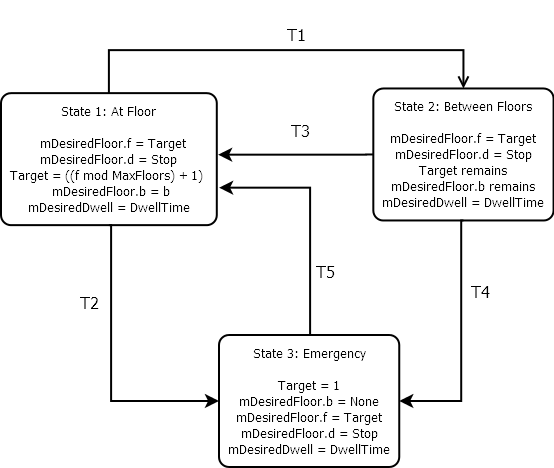 T1
State 1: At Floor
mDesiredFloor.f = Target
mDesiredFloor.d = Stop
Target = ((f mod MaxFloors) + 1)
mDesiredFloor.b = b
mDesiredDwell = DwellTime
T3
State 2: Between Floors
mDesiredFloor.f = Target
mDesiredFloor.d = Stop
Target remains
mDesiredFloor.b remains
mDesiredDwell = DwellTime
T2
T5
T4
State 3: Emergency
Target = 1
mDesiredFloor.b = None
mDesiredFloor.f = Target
mDesiredFloor.d = Stop
mDesiredDwell = DwellTime